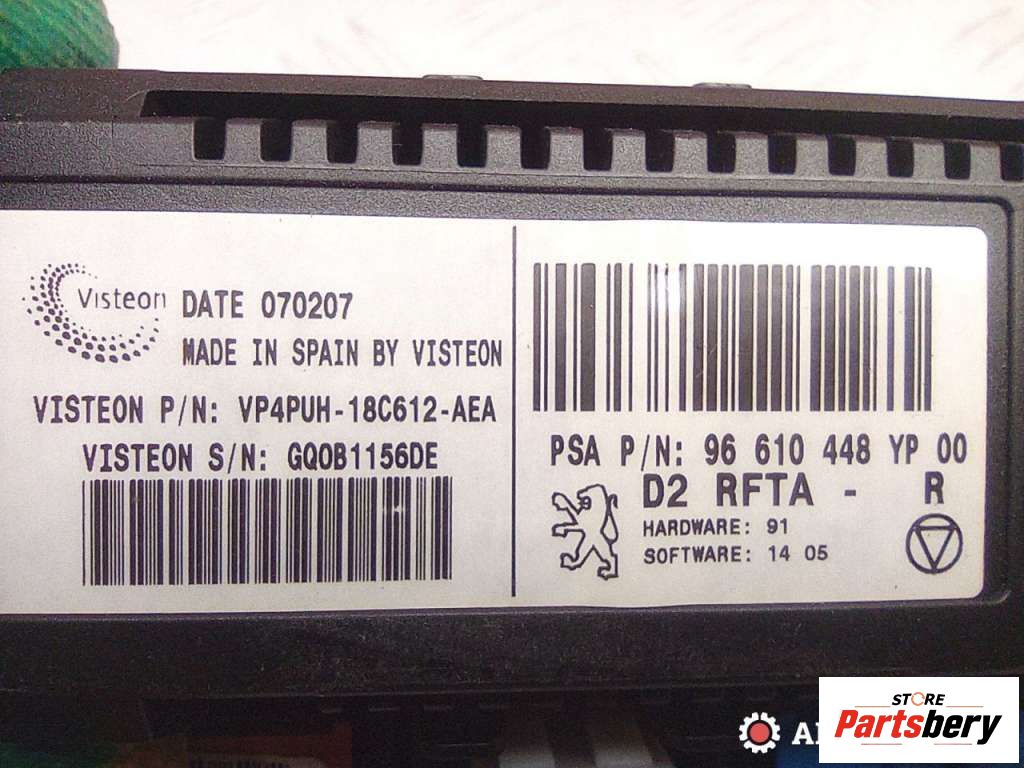 Visteon
DATE 070207
MADE IN SPAIN BY VISTEON
VISTEON P/N: VP4PUH-18C612-AEA
VISTEON S/N: GQ0B1156DE
PSA P/N: 96 610 448 YP 00
D2 RFTA - R
HARDWARE: 91
SOFTWARE: 14 05
STORE
Partsbery